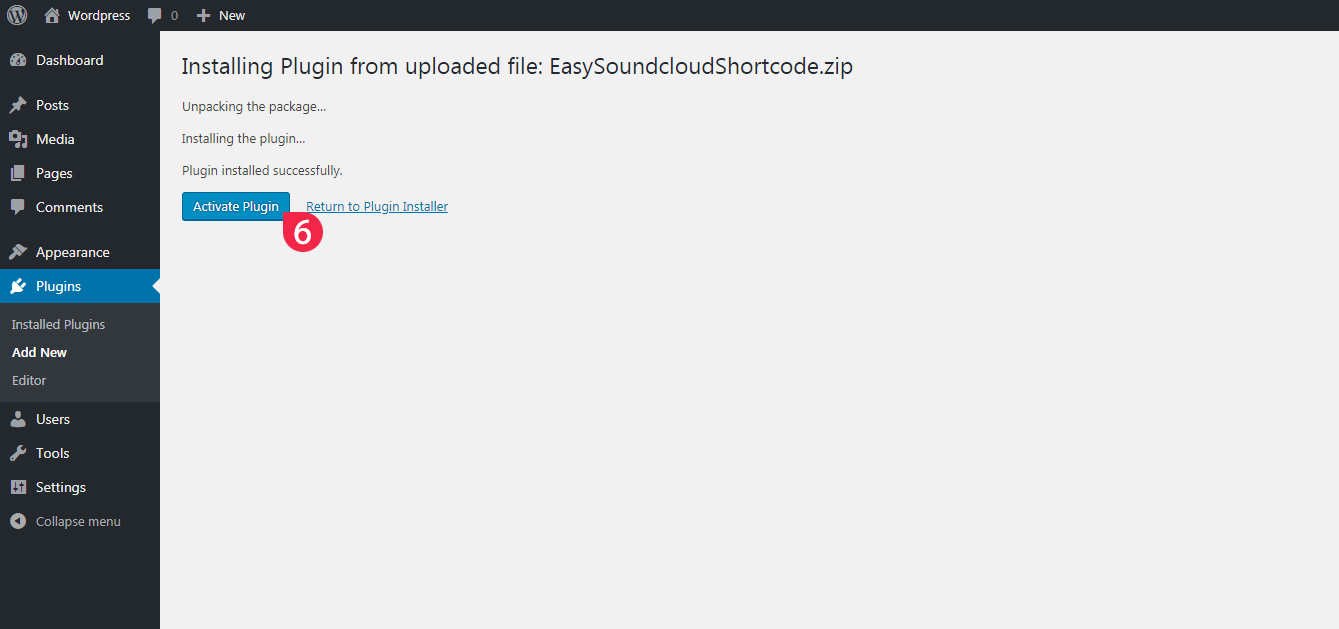 Wordpress 0 New
Dashboard
Posts
Media
Pages
Comments
Appearance
Plugins
Installed Plugins
Add New
Editor
Users
Tools
Settings
Collapse menu
Installing Plugin from uploaded file: EasySoundcloudShortcode.zip
Unpacking the package...
Installing the plugin...
Plugin installed successfully.
Activate Plugin Return to Plugin Installer
6